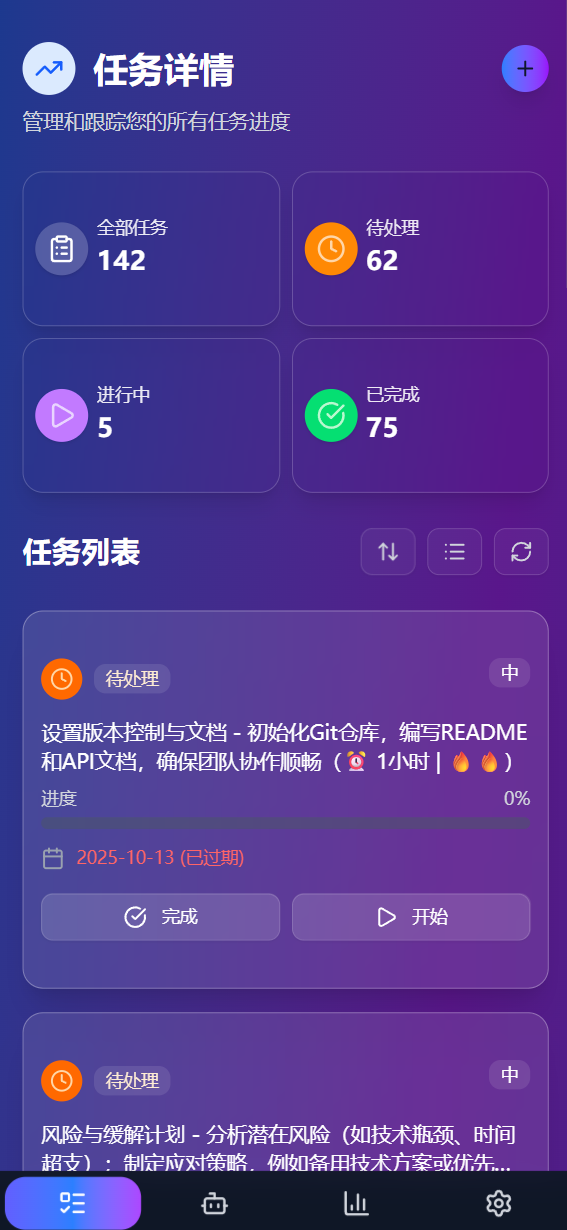 任务详情
管理和跟踪您的所有任务进度
全部任务
142
待处理
62
进行中
5
已完成
75
任务列表
待处理
中
设置版本控制与文档 - 初始化Git仓库，编写README
和API文档，确保团队协作顺畅（⏰ 1小时 | 🔥 🔥 ）
进度
0%
2025-10-13 (已过期)
完成
开始
待处理
中
风险与缓解计划 - 分析潜在风险（如技术瓶颈、时间
超支）；制定应对策略，例如备用技术方案或优先...